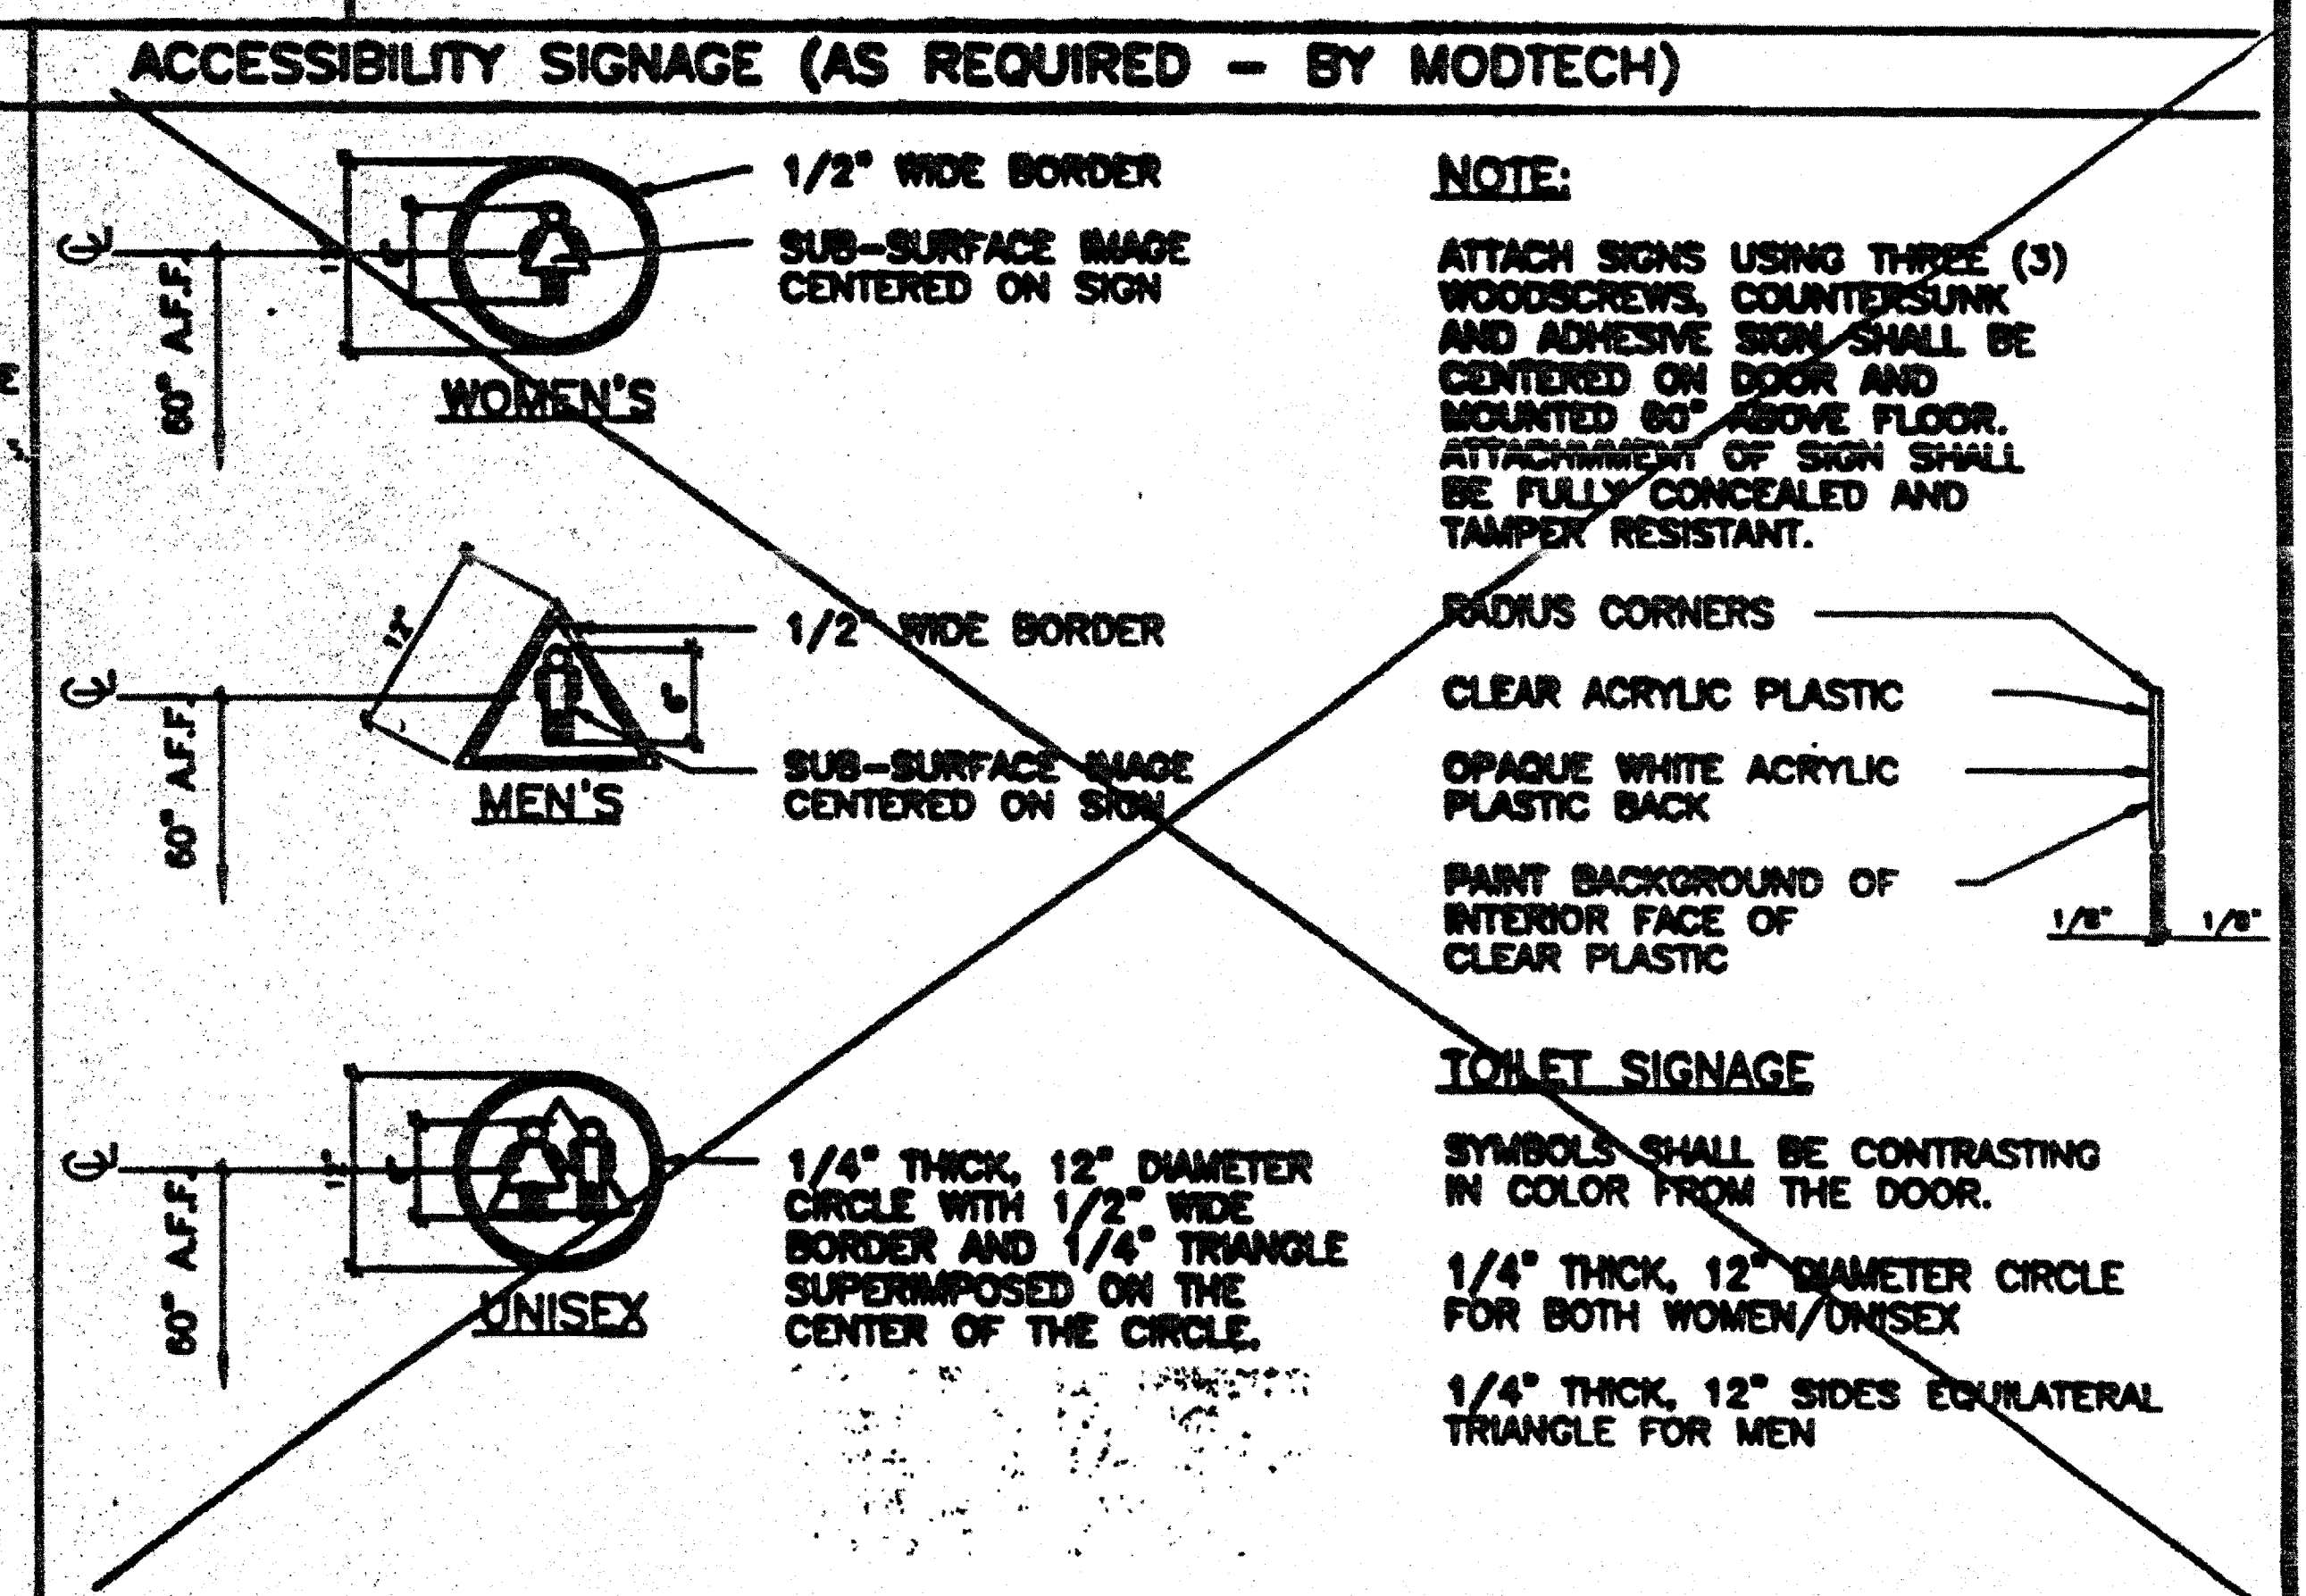 ACCESSIBILITY SIGNAGE (AS REQUIRED - BY MODTECH)
1/2" WIDE BORDER
SUB-SURFACE IMAGE
CENTERED ON SIGN
60" A.F.F.
6"
WOMEN'S
1/2" WIDE BORDER
12"
6"
60" A.F.F.
SUB-SURFACE IMAGE
CENTERED ON SIGN
MEN'S
12"
6"
60" A.F.F.
UNISEX
1/4" THICK, 12" DIAMETER
CIRCLE WITH 1/2" WIDE
BORDER AND 1/4" TRIANGLE
SUPERIMPOSED ON THE
CENTER OF THE CIRCLE.
NOTE:
ATTACH SIGNS USING THREE (3)
WOODSCREWS, COUNTERSUNK
AND ADHESIVE SIGN SHALL BE
CENTERED ON DOOR AND
MOUNTED 60" ABOVE FLOOR.
ATTACHMMENT OF SIGN SHALL
BE FULLY CONCEALED AND
TAMPER RESISTANT.
RADIUS CORNERS
CLEAR ACRYLIC PLASTIC
OPAQUE WHITE ACRYLIC
PLASTIC BACK
PAINT BACKGROUND OF
INTERIOR FACE OF
CLEAR PLASTIC
1/8" 1/8"
TOILET SIGNAGE
SYMBOLS SHALL BE CONTRASTING
IN COLOR FROM THE DOOR.
1/4" THICK, 12" DIAMETER CIRCLE
FOR BOTH WOMEN/UNISEX
1/4" THICK, 12" SIDES EQUILATERAL
TRIANGLE FOR MEN